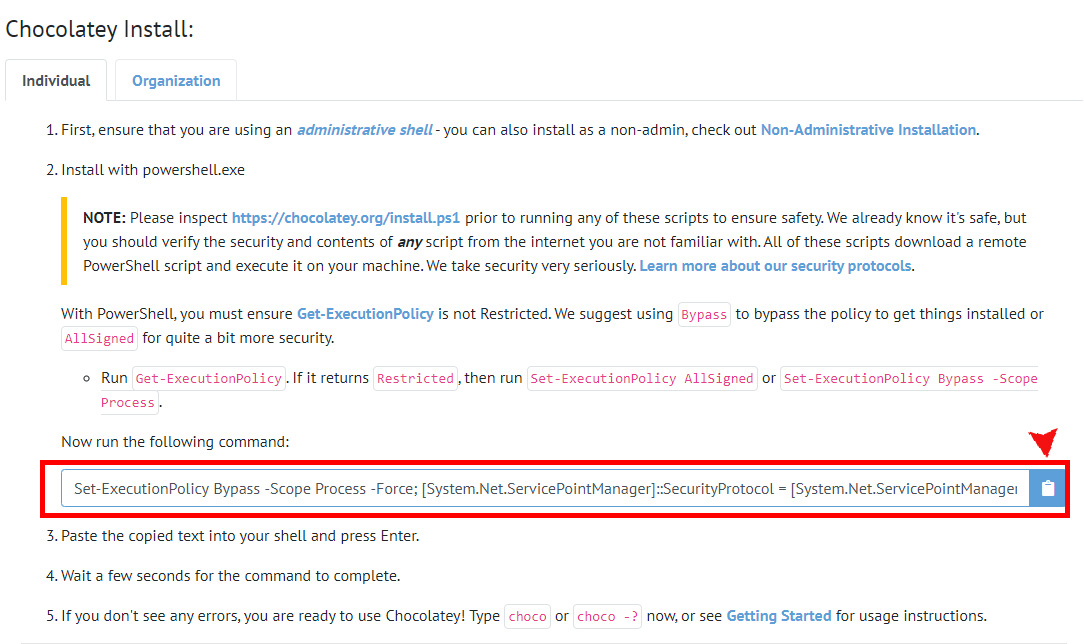 Chocolatey Install:
Individual
Organization
1. First, ensure that you are using an administrative shell - you can also install as a non-admin, check out Non-Administrative Installation.
2. Install with powershell.exe
NOTE: Please inspect https://chocolatey.org/install.ps1 prior to running any of these scripts to ensure safety. We already know it's safe, but
you should verify the security and contents of any script from the internet you are not familiar with. All of these scripts download a remote
PowerShell script and execute it on your machine. We take security very seriously. Learn more about our security protocols.
With PowerShell, you must ensure Get-ExecutionPolicy is not Restricted. We suggest using Bypass to bypass the policy to get things installed or
AllSigned for quite a bit more security.
Run Get-ExecutionPolicy. If it returns Restricted, then run Set-ExecutionPolicy AllSigned or Set-ExecutionPolicy Bypass -Scope
Process.
Now run the following command:
Set-ExecutionPolicy Bypass -Scope Process -Force; [System.Net.ServicePointManager]::SecurityProtocol = [System.Net.ServicePointManager
3. Paste the copied text into your shell and press Enter.
4. Wait a few seconds for the command to complete.
5. If you don't see any errors, you are ready to use Chocolatey! Type choco or choco -? now, or see Getting Started for usage instructions.